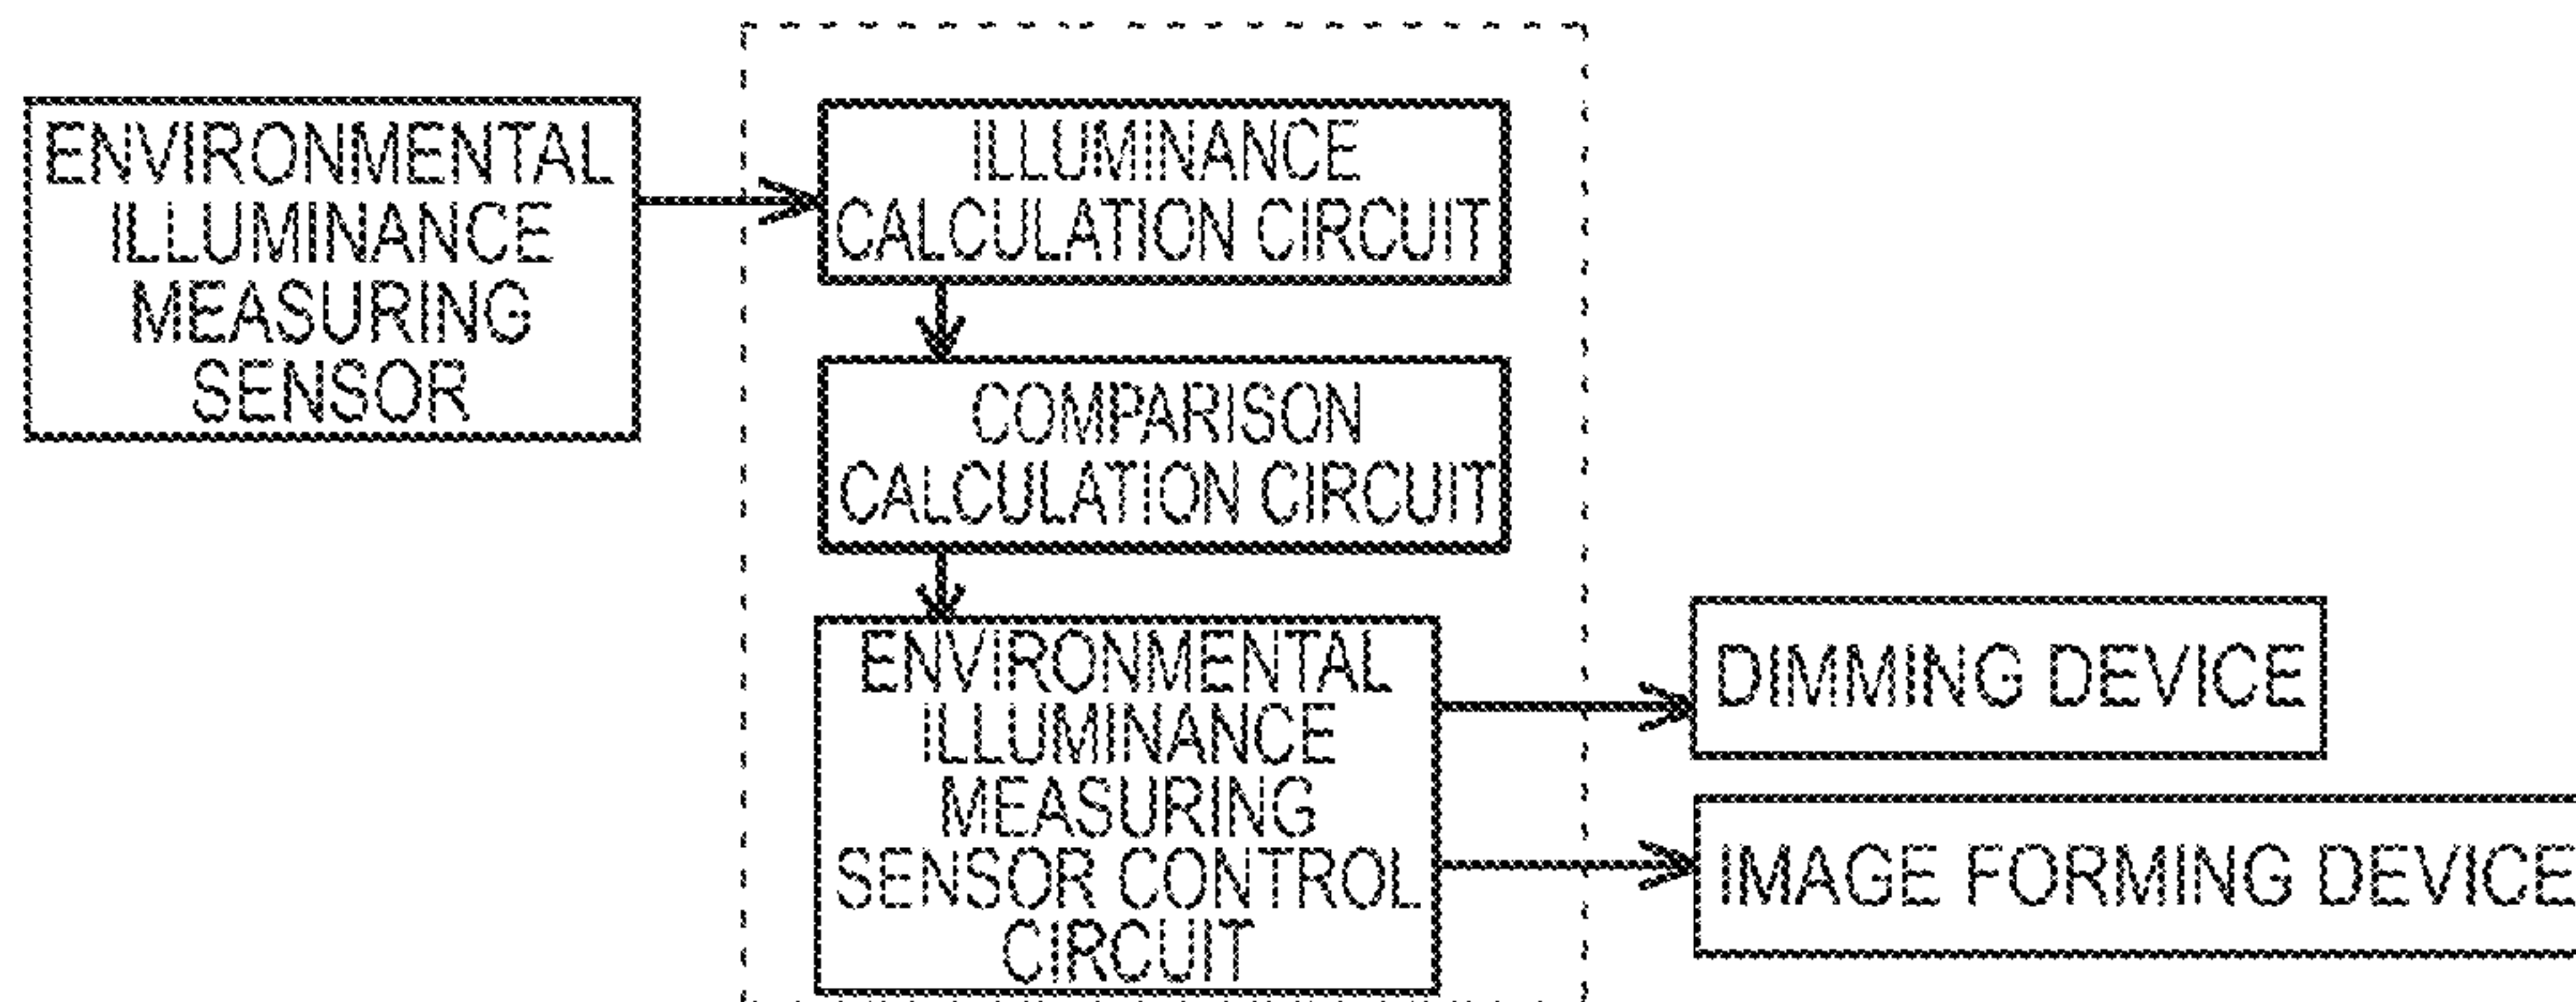 ENVIRONMENTAL
ILLUMINANCE
MEASURING
SENSOR
ILLUMINANCE
CALCULATION CIRCUIT
COMPARISON
CALCULATION CIRCUIT
ENVIRONMENTAL
ILLUMINANCE
MEASURING
SENSOR CONTROL
CIRCUIT
DIMMING DEVICE
IMAGE FORMING DEVICE